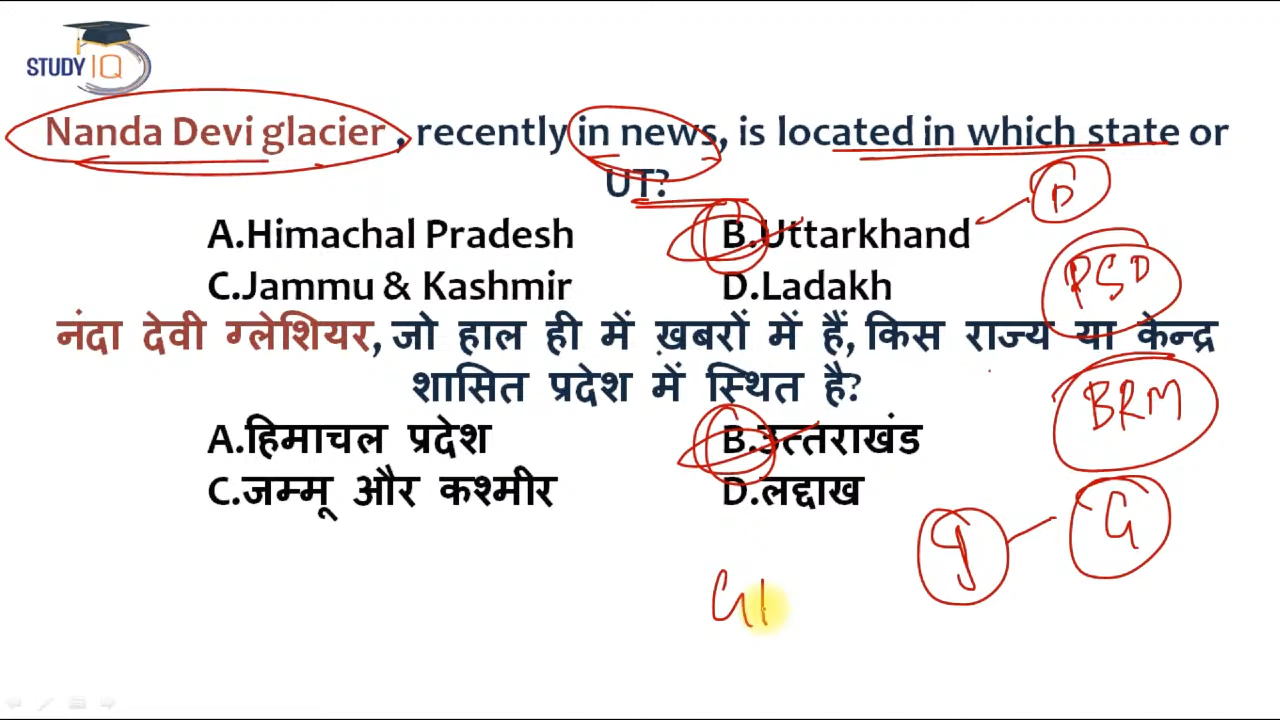 STUDY IQ
Nanda Devi glacier , recently in news, is located in which state or
UT?
A.Himachal Pradesh B.Uttarkhand
C.Jammu & Kashmir D.Ladakh
नंदा देवी ग्लेशियर, जो हाल ही में ख़बरों में हैं, किस राज्य या केन्द्र
शासित प्रदेश में स्थित है?
A.हिमाचल प्रदेश B.उत्तराखंड
C.जम्मू और कश्मीर D.लद्दाख
D
PSD
BRM
G